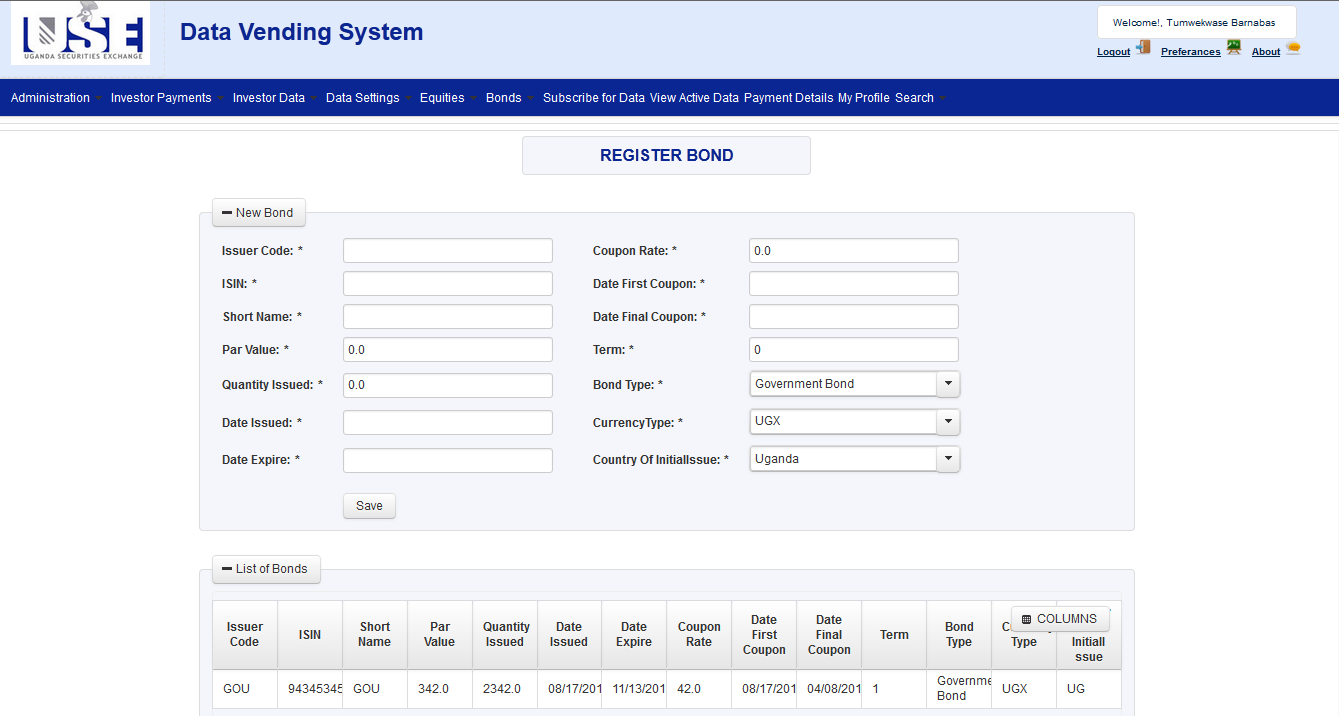 USE
UGANDA SECURITIES EXCHANGE
Data Vending System
Welcome!, Tumwekwase Barnabas
Logout Preferances About
Administration Investor Payments Investor Data Data Settings Equities Bonds Subscribe for Data View Active Data Payment Details My Profile Search
REGISTER BOND
New Bond
Issuer Code: * Coupon Rate: * 0.0
ISIN: * Date First Coupon: *
Short Name: * Date Final Coupon: *
Par Value: * 0.0 Term: * 0
Quantity Issued: * 0.0 Bond Type: * Government Bond
Date Issued: * CurrencyType: * UGX
Date Expire: * Country Of InitialIssue: * Uganda
Save
List of Bonds
COLUMNS
Issuer Code ISIN Short Name Par Value Quantity Issued Date Issued Date Expire Coupon Rate Date First Coupon Date Final Coupon Term Bond Type Type Initiall ssue
GOU 94345345 GOU 342.0 2342.0 08/17/201 11/13/201 42.0 08/17/201 04/08/201 1 Governme Bond UGX UG